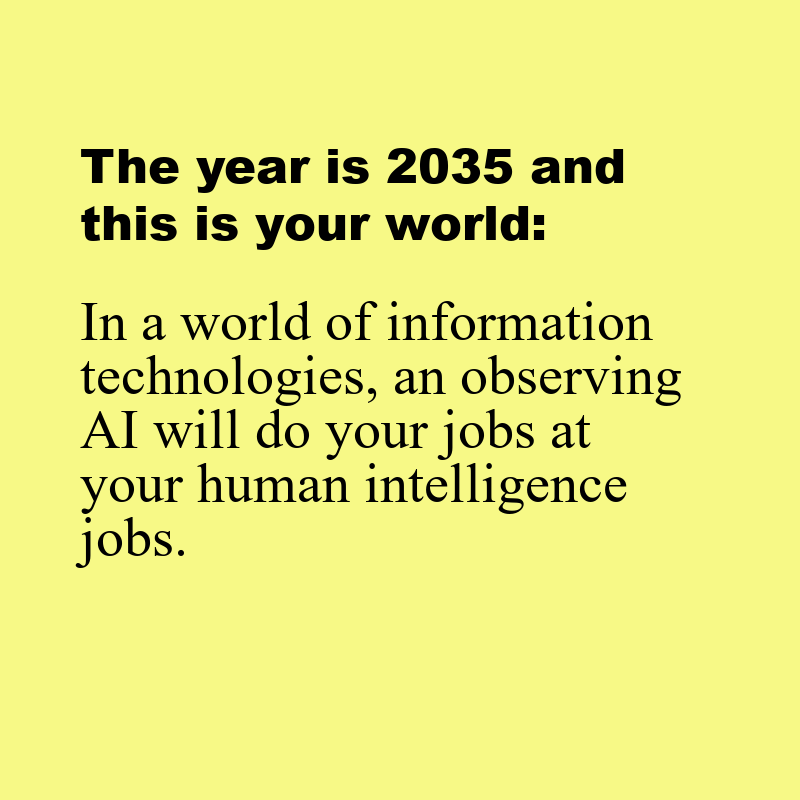 The year is 2035 and
this is your world:
In a world of information
technologies, an observing
AI will do your jobs at
your human intelligence
jobs.